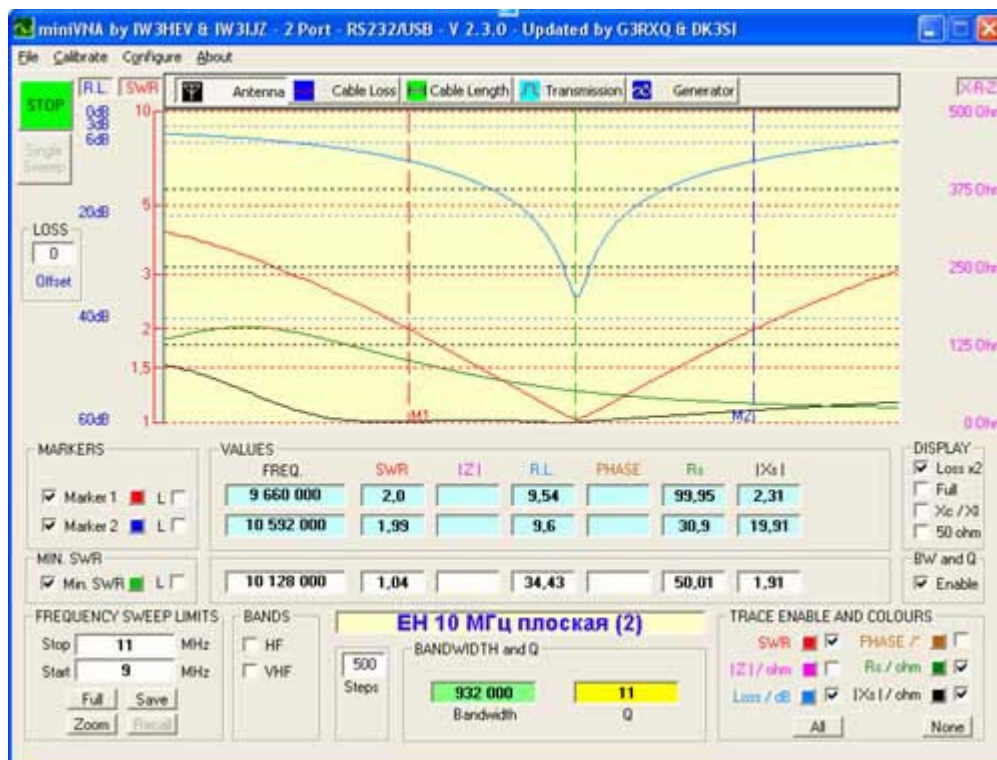 miniVNA by IW3HEV & IW3IJZ - 2 Port - RS232/USB - V 2.3.0 - Updated by G3RXQ & DK3SI
File Calibrate Configure About
STOP R.L SWR Antenna Cable Loss Cable Length Transmission Generator
0dB 10 500 Ohm
3dB
6dB
Single
Sweep
375 Ohm
20dB 5
LOSS
0
Offset
3 250 Ohm
40dB
2
125 Ohm
1,5
60dB 1 M1 M2 0 Ohm
MARKERS VALUES DISPLAY
FREQ. SWR |Z| R.L PHASE Rs |Xs| Loss x2
Marker 1 L 9 660 000 2,0 9,54 99,95 2,31 Full
Marker 2 L 10 592 000 1,99 9,6 30,9 19,91 Xc / Xl
50 ohm
MIN. SWR BW and Q
Min. SWR L 10 128 000 1,04 34,43 50,01 1,91 Enable
FREQUENCY SWEEP LIMITS BANDS ЕН 10 МГц плоская (2) TRACE ENABLE AND COLOURS
Stop 11 MHz HF BANDWIDTH and Q SWR PHASE /°
Start 9 MHz VHF 500 |Z| / ohm Rs / ohm
Steps 932 000 11 Loss / dB |Xs| / ohm
Full Save Bandwidth Q
Zoom Recall All None